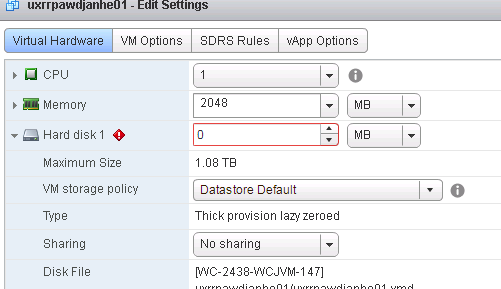 uxrrpawdjanhe01 - Edit Settings
Virtual Hardware VM Options SDRS Rules vApp Options
CPU 1
Memory 2048 MB
Hard disk 1 0 MB
Maximum Size 1.08 TB
VM storage policy Datastore Default
Type Thick provision lazy zeroed
Sharing No sharing
Disk File [WC-2438-WCJVM-147]
uxrrpawdjanhe01/uxrrpawdjanhe01.vmd